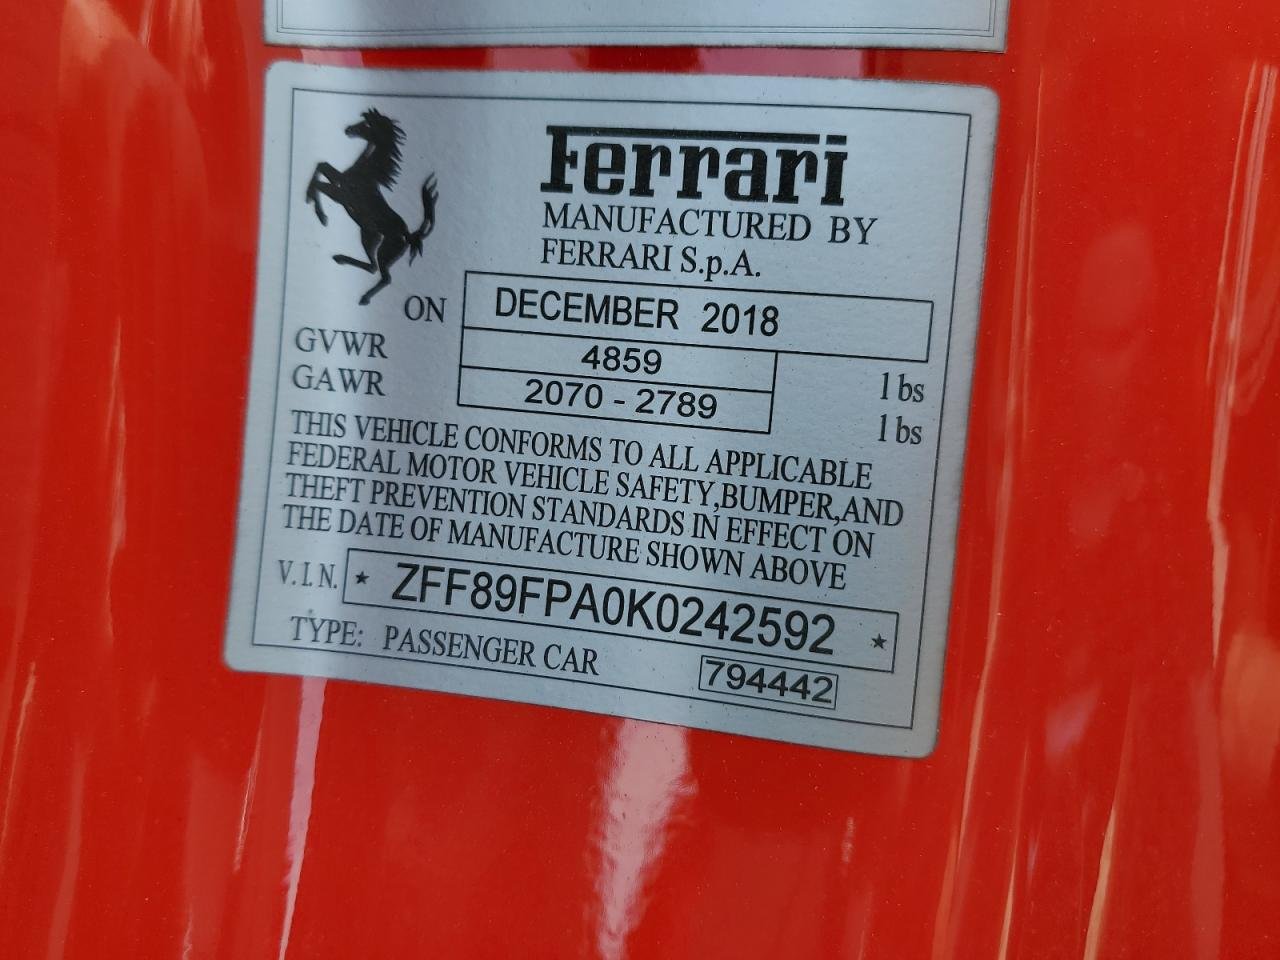 Ferrari
MANUFACTURED BY
FERRARI S.p.A.
ON DECEMBER 2018
GVWR 4859 lbs
GAWR 2070 - 2789 lbs
THIS VEHICLE CONFORMS TO ALL APPLICABLE
FEDERAL MOTOR VEHICLE SAFETY,BUMPER,AND
THEFT PREVENTION STANDARDS IN EFFECT ON
THE DATE OF MANUFACTURE SHOWN ABOVE
V.I.N. * ZFF89FPA0K0242592 *
TYPE: PASSENGER CAR 794442